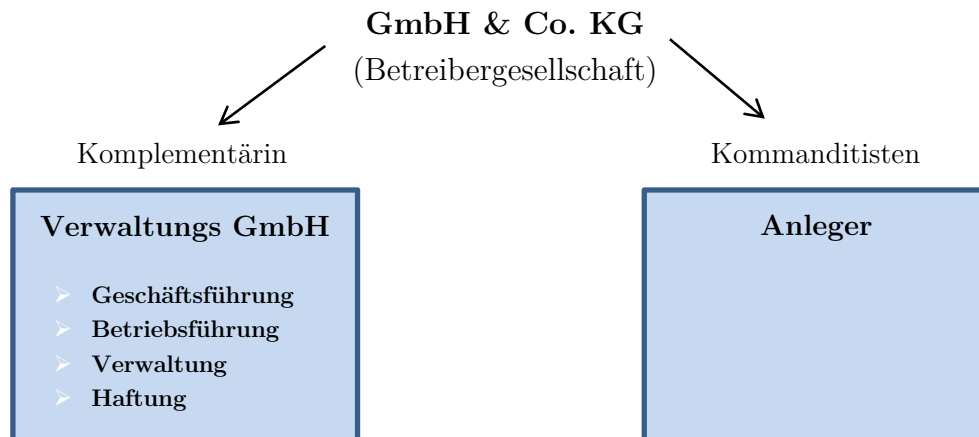 GmbH & Co. KG
(Betreibergesellschaft)
Komplementärin
Kommanditisten
Verwaltungs GmbH
Geschäftsführung
Betriebsführung
Verwaltung
Haftung
Anleger